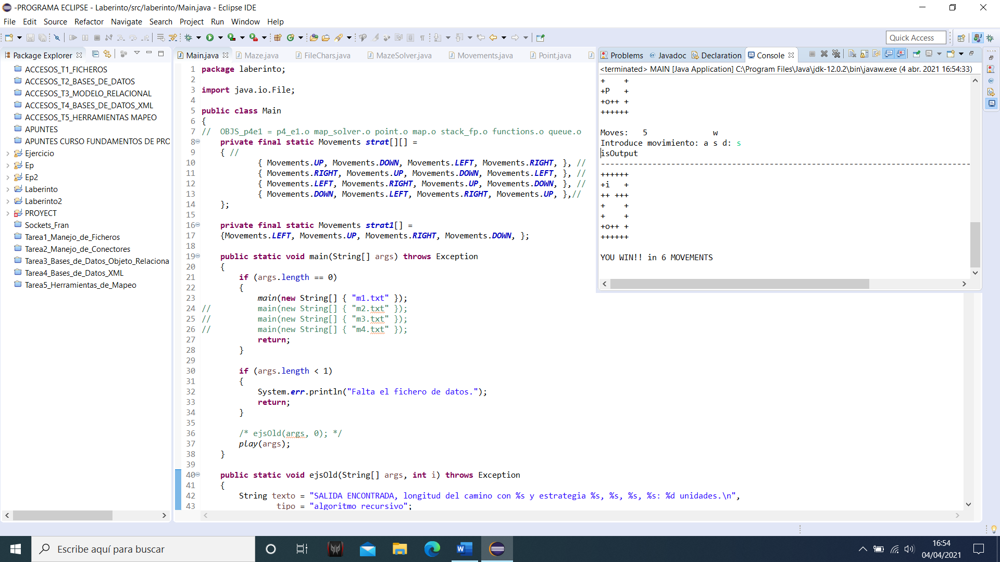 -PROGRAMA ECLIPSE - Laberinto/src/laberinto/Main.java - Eclipse IDE
File Edit Source Refactor Navigate Search Project Run Window Help
Quick Access
Package Explorer
ACCESOS_T1_FICHEROS
ACCESOS_T2_BASES_DE_DATOS
ACCESOS_T3_MODELO_RELACIONAL
ACCESOS_T4_BASES_DE_DATOS_XML
ACCESOS_T5_HERRAMIENTAS MAPEO
APUNTES
APUNTES CURSO FUNDAMENTOS DE PRO
Ejercicio
Ep
Ep2
Laberinto
Laberinto2
PROYECT
Sockets_Fran
Tarea1_Manejo_de_Ficheros
Tarea2_Manejo_de_Conectores
Tarea3_Bases_de_Datos_Objeto_Relaciona
Tarea4_Bases_de_Datos_XML
Tarea5_Herramientas_de_Mapeo
Main.java Maze.java FileChars.java MazeSolver.java Movements.java Point.java
1 package laberinto;
2
3 import java.io.File;
4
5 public class Main
6 {
7 // OBJS_p4e1 = p4_e1.o map_solver.o point.o map.o stack_fp.o functions.o queue.o
8 private final static Movements strat[][] =
9 { //
10 { Movements.UP, Movements.DOWN, Movements.LEFT, Movements.RIGHT, }, //
11 { Movements.RIGHT, Movements.UP, Movements.DOWN, Movements.LEFT, }, //
12 { Movements.LEFT, Movements.RIGHT, Movements.UP, Movements.DOWN, }, //
13 { Movements.DOWN, Movements.LEFT, Movements.RIGHT, Movements.UP, },//
14 };
15
16 private final static Movements strat1[] =
17 {Movements.LEFT, Movements.UP, Movements.RIGHT, Movements.DOWN, };
18
19 public static void main(String[] args) throws Exception
20 {
21 if (args.length == 0)
22 {
23 main(new String[] { "m1.txt" });
24 // main(new String[] { "m2.txt" });
25 // main(new String[] { "m3.txt" });
26 // main(new String[] { "m4.txt" });
27 return;
28 }
29
30 if (args.length < 1)
31 {
32 System.err.println("Falta el fichero de datos.");
33 return;
34 }
35
36 /* ejsOld(args, 0); */
37 play(args);
38 }
39
40 public static void ejsOld(String[] args, int i) throws Exception
41 {
42 String texto = "SALIDA ENCONTRADA, longitud del camino con %s y estrategia %s, %s, %s, %s: %d unidades.\n",
43 tipo = "algoritmo recursivo";
Problems Javadoc Declaration Console
<terminated> MAIN [Java Application] C:\Program Files\Java\jdk-12.0.2\bin\javaw.exe (4 abr. 2021 16:54:33)
+    +
+P   +
+o++ +
++++++
Moves:   5              w
Introduce movimiento: a s d: s
isOutput
-------------------------------------------------------------------------------
++++++
+i   +
++ +++
+    +
+    +
+o++ +
++++++
YOU WIN!! in 6 MOVEMENTS
Escribe aquí para buscar
16:54
04/04/2021